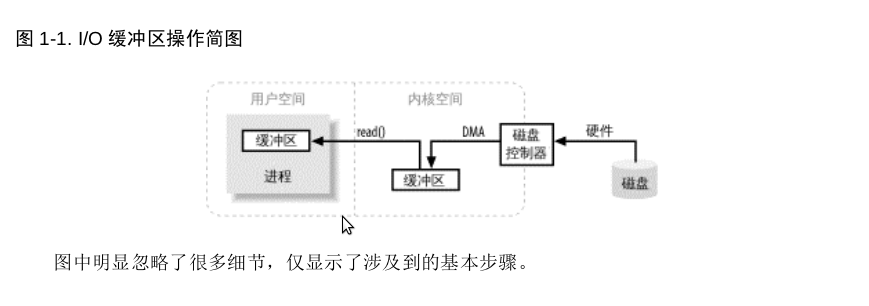 图 1-1. I/O 缓冲区操作简图
用户空间
内核空间
缓冲区
进程
read()
缓冲区
DMA
磁盘
控制器
硬件
磁盘
图中明显忽略了很多细节，仅显示了涉及到的基本步骤。